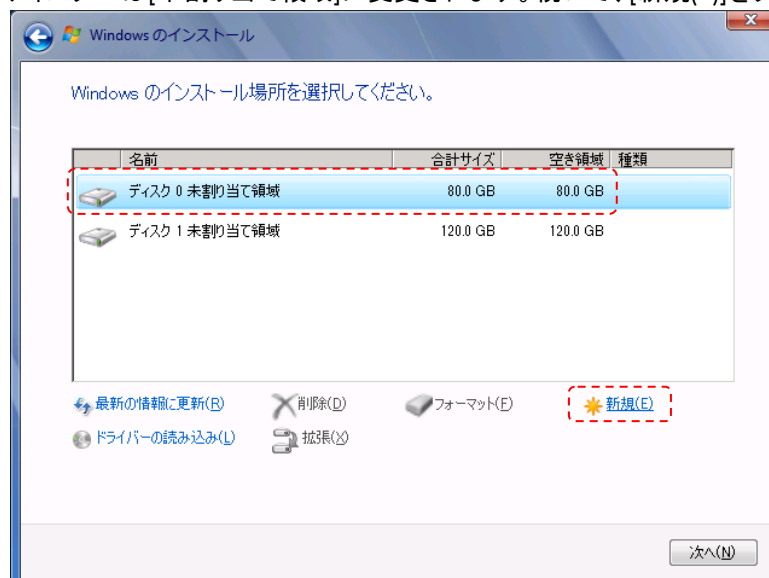 Windows のインストール
Windows のインストール場所を選択してください。
名前 合計サイズ 空き領域 種類
ディスク 0 未割り当て領域 80.0 GB 80.0 GB
ディスク 1 未割り当て領域 120.0 GB 120.0 GB
最新の情報に更新(R) 削除(D) フォーマット(F) 新規(E)
ドライバーの読み込み(L) 拡張(X)
次へ(N)